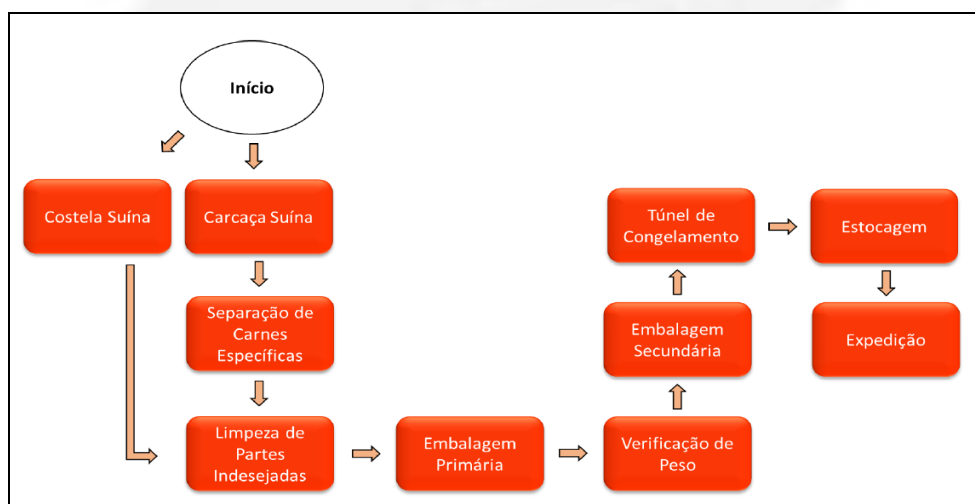 Início
Costela Suína
Carcaça Suína
Separação de
Carnes
Específicas
Limpeza de
Partes
Indesejadas
Embalagem
Primária
Verificação de
Peso
Embalagem
Secundária
Túnel de
Congelamento
Estocagem
Expedição